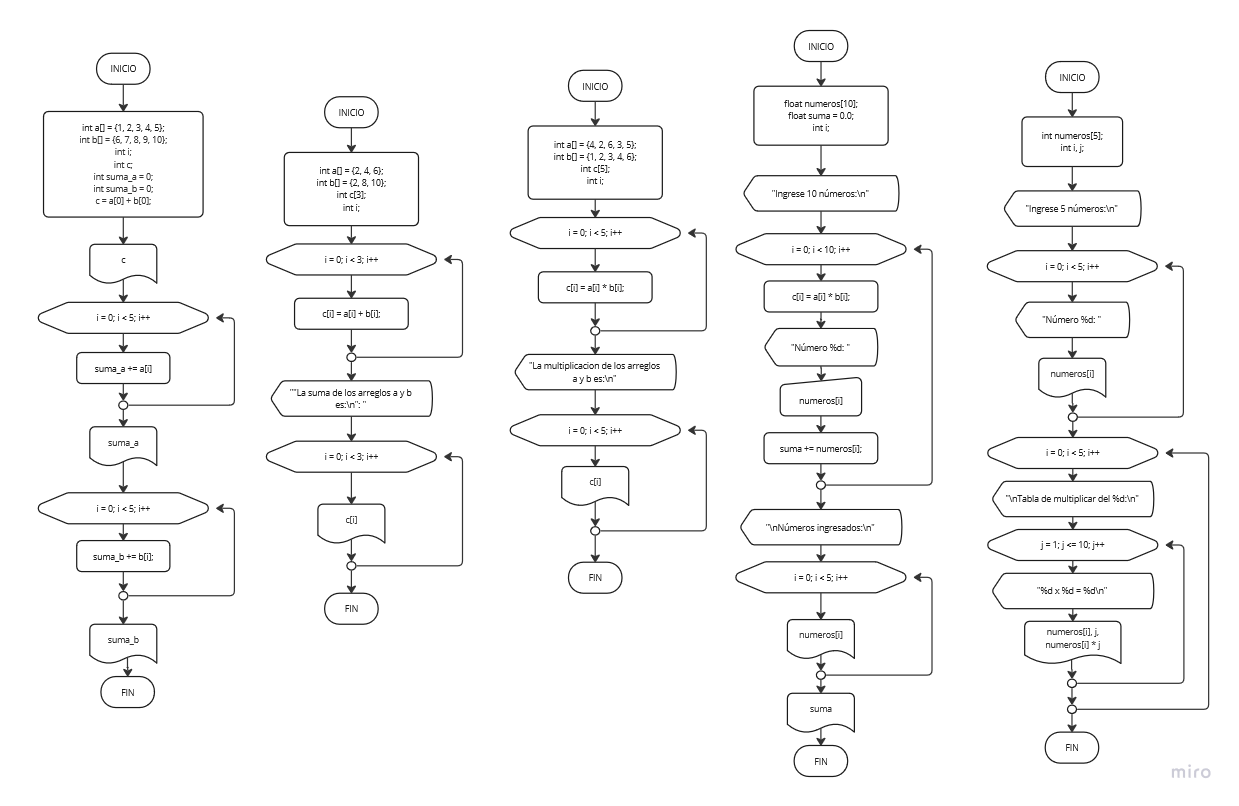 INICIO
int a[] = {1, 2, 3, 4, 5};
int b[] = {6, 7, 8, 9, 10};
int i;
int c;
int suma_a = 0;
int suma_b = 0;
c = a[0] + b[0];
c
i = 0; i < 5; i++
suma_a += a[i]
suma_a
i = 0; i < 5; i++
suma_b += b[i];
suma_b
FIN
INICIO
int a[] = {2, 4, 6};
int b[] = {2, 8, 10};
int c[3];
int i;
i = 0; i < 3; i++
c[i] = a[i] + b[i];
""La suma de los arreglos a y b
es:\n": "
i = 0; i < 3; i++
c[i]
FIN
INICIO
int a[] = {4, 2, 6, 3, 5};
int b[] = {1, 2, 3, 4, 6};
int c[5];
int i;
i = 0; i < 5; i++
c[i] = a[i] * b[i];
"La multiplicacion de los arreglos
a y b es:\n"
i = 0; i < 5; i++
c[i]
FIN
INICIO
float numeros[10];
float suma = 0.0;
int i;
"Ingrese 10 números:\n"
i = 0; i < 10; i++
c[i] = a[i] * b[i];
"Número %d: "
numeros[i]
suma += numeros[i];
"\nNúmeros ingresados:\n"
i = 0; i < 5; i++
numeros[i]
suma
FIN
INICIO
int numeros[5];
int i, j;
"Ingrese 5 números:\n"
i = 0; i < 5; i++
"Número %d: "
numeros[i]
i = 0; i < 5; i++
"\nTabla de multiplicar del %d:\n"
j = 1; j <= 10; j++
"%d x %d = %d\n"
numeros[i], j,
numeros[i] * j
FIN
miro